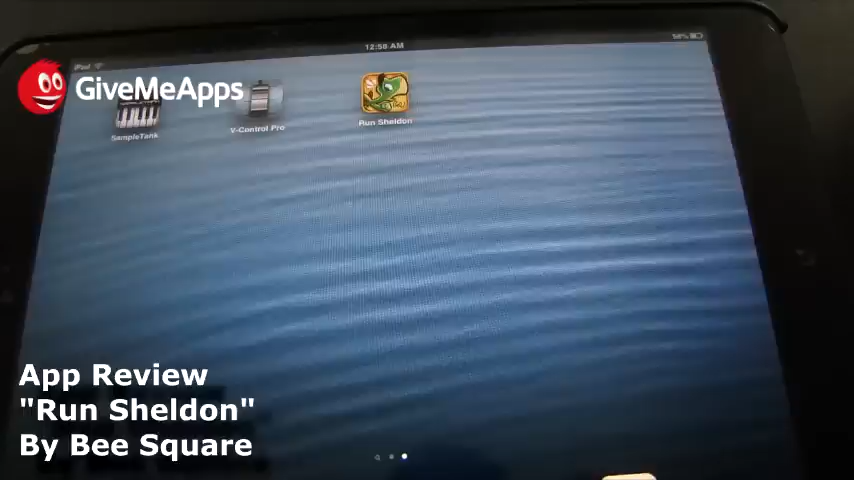 iPad
12:58 AM
GiveMeApps
SampleTank
V-Control Pro
Run Sheldon
App Review
"Run Sheldon"
By Bee Square